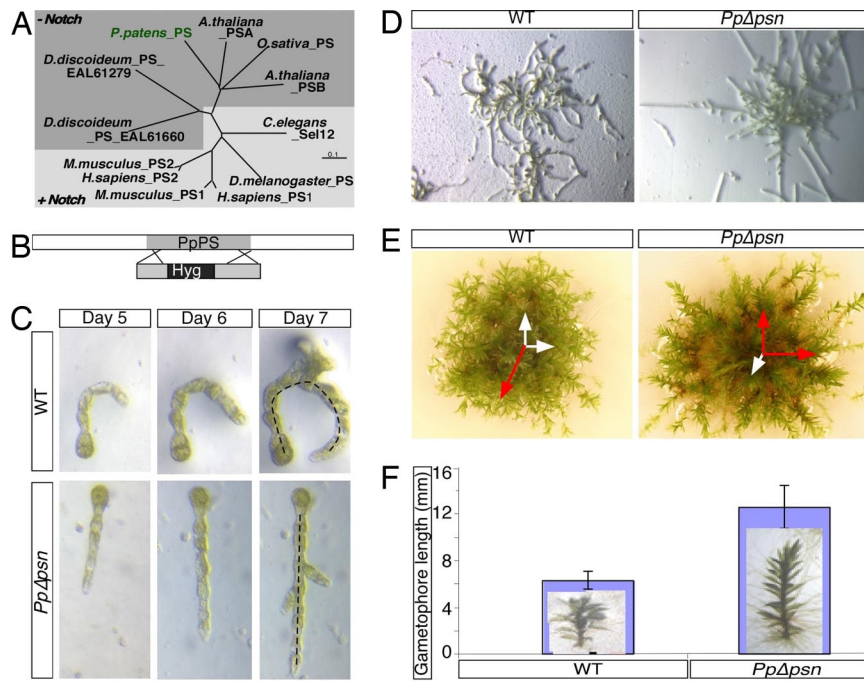 A
- Notch
P.patens_PS
A.thaliana
_PSA
O.sativa_PS
D.discoideum_PS_
EAL61279
A.thaliana
_PSB
D.discoideum
_PS_EAL61660
C.elegans
_Sel12
0.1
M.musculus_PS2
H.sapiens_PS2
D.melanogaster_PS
M.musculus_PS1
H.sapiens_PS1
+ Notch
B
PpPS
Hyg
C
Day 5
Day 6
Day 7
WT
PpΔpsn
D
WT
PpΔpsn
E
WT
PpΔpsn
F
Gametophore length (mm)
16
12
8
4
0
WT
PpΔpsn